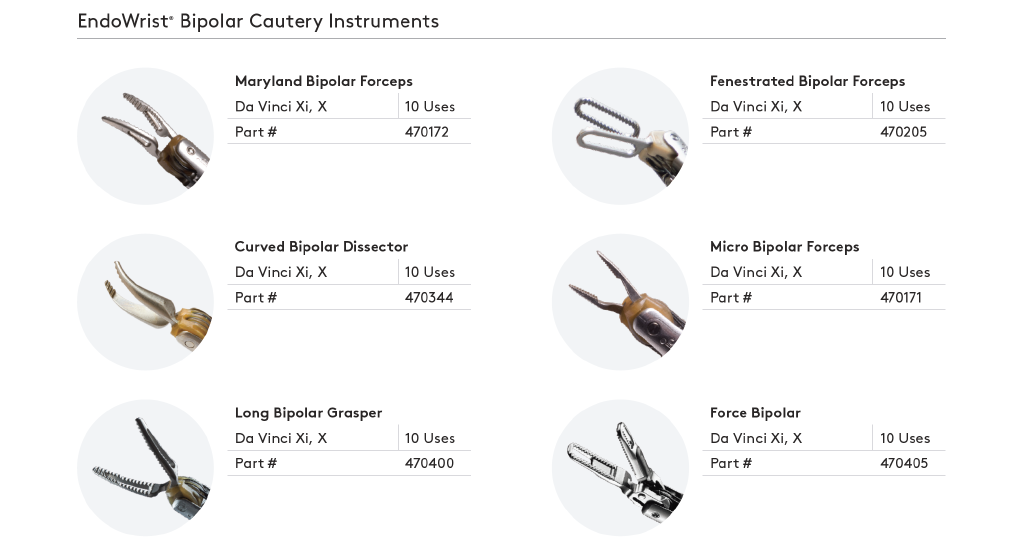 EndoWrist® Bipolar Cautery Instruments
Maryland Bipolar Forceps
Da Vinci Xi, X 10 Uses
Part # 470172
Fenestrated Bipolar Forceps
Da Vinci Xi, X 10 Uses
Part # 470205
Curved Bipolar Dissector
Da Vinci Xi, X 10 Uses
Part # 470344
Micro Bipolar Forceps
Da Vinci Xi, X 10 Uses
Part # 470171
Long Bipolar Grasper
Da Vinci Xi, X 10 Uses
Part # 470400
Force Bipolar
Da Vinci Xi, X 10 Uses
Part # 470405